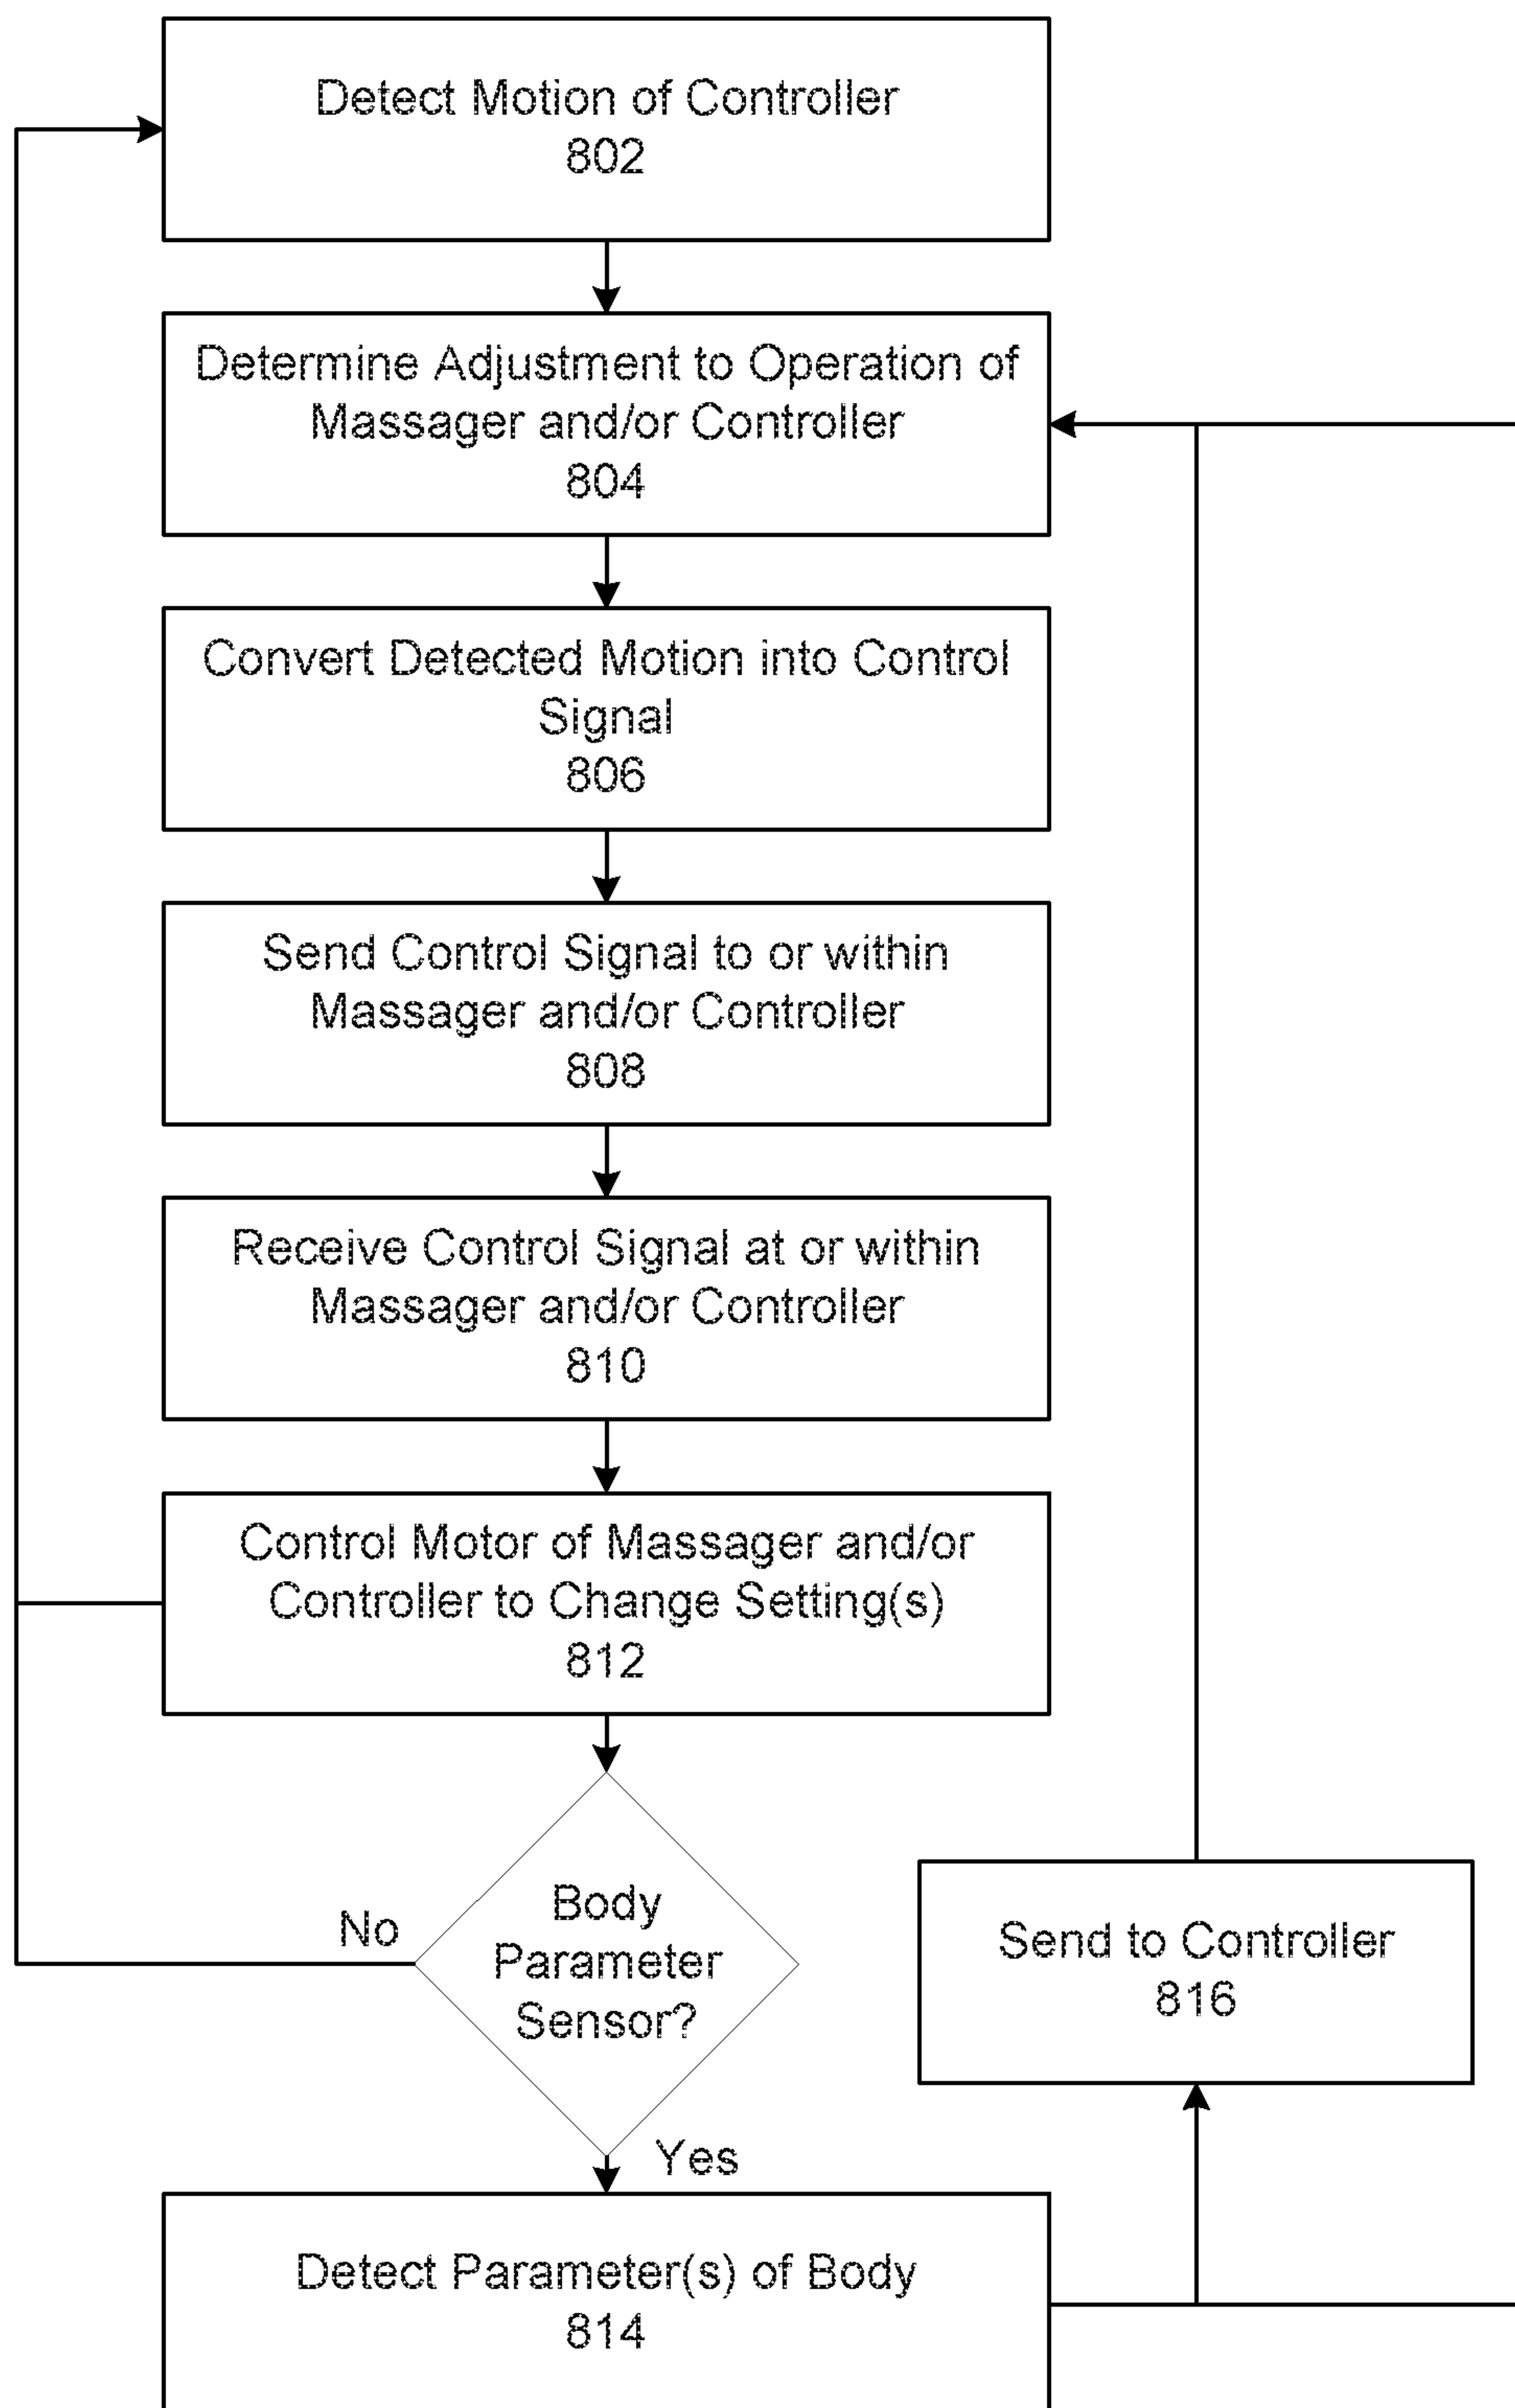 Detect Motion of Controller
802
Determine Adjustment to Operation of
Massager and/or Controller
804
Convert Detected Motion into Control
Signal
806
Send Control Signal to or within
Massager and/or Controller
808
Receive Control Signal at or within
Massager and/or Controller
810
Control Motor of Massager and/or
Controller to Change Setting(s)
812
Body
Parameter
Sensor?
No
Yes
Send to Controller
816
Detect Parameter(s) of Body
814